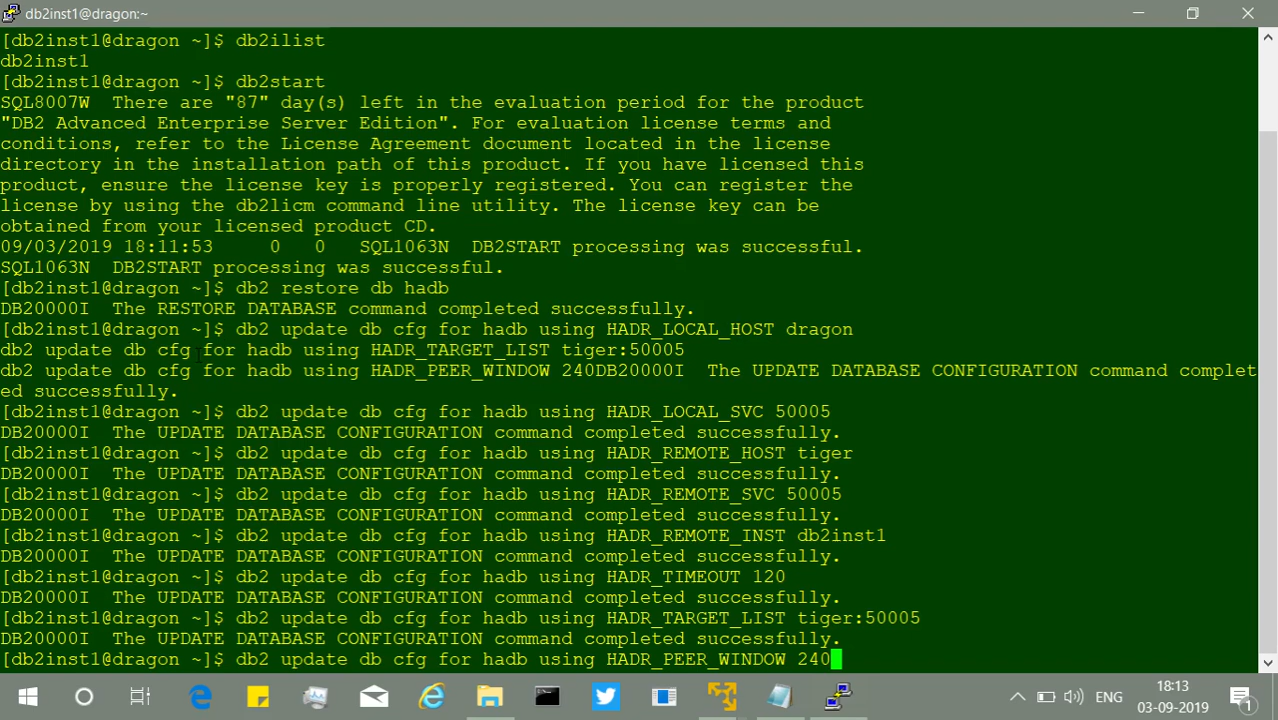 db2inst1@dragon:~
[db2inst1@dragon ~]$ db2ilist
db2inst1
[db2inst1@dragon ~]$ db2start
SQL8007W  There are "87" day(s) left in the evaluation period for the product
"DB2 Advanced Enterprise Server Edition". For evaluation license terms and
conditions, refer to the License Agreement document located in the license
directory in the installation path of this product. If you have licensed this
product, ensure the license key is properly registered. You can register the
license by using the db2licm command line utility. The license key can be
obtained from your licensed product CD.
09/03/2019 18:11:53     0   0   SQL1063N  DB2START processing was successful.
SQL1063N  DB2START processing was successful.
[db2inst1@dragon ~]$ db2 restore db hadb
DB20000I  The RESTORE DATABASE command completed successfully.
[db2inst1@dragon ~]$ db2 update db cfg for hadb using HADR_LOCAL_HOST dragon
db2 update db cfg for hadb using HADR_TARGET_LIST tiger:50005
db2 update db cfg for hadb using HADR_PEER_WINDOW 240DB20000I  The UPDATE DATABASE CONFIGURATION command complet
ed successfully.
[db2inst1@dragon ~]$ db2 update db cfg for hadb using HADR_LOCAL_SVC 50005
DB20000I  The UPDATE DATABASE CONFIGURATION command completed successfully.
[db2inst1@dragon ~]$ db2 update db cfg for hadb using HADR_REMOTE_HOST tiger
DB20000I  The UPDATE DATABASE CONFIGURATION command completed successfully.
[db2inst1@dragon ~]$ db2 update db cfg for hadb using HADR_REMOTE_SVC 50005
DB20000I  The UPDATE DATABASE CONFIGURATION command completed successfully.
[db2inst1@dragon ~]$ db2 update db cfg for hadb using HADR_REMOTE_INST db2inst1
DB20000I  The UPDATE DATABASE CONFIGURATION command completed successfully.
[db2inst1@dragon ~]$ db2 update db cfg for hadb using HADR_TIMEOUT 120
DB20000I  The UPDATE DATABASE CONFIGURATION command completed successfully.
[db2inst1@dragon ~]$ db2 update db cfg for hadb using HADR_TARGET_LIST tiger:50005
DB20000I  The UPDATE DATABASE CONFIGURATION command completed successfully.
[db2inst1@dragon ~]$ db2 update db cfg for hadb using HADR_PEER_WINDOW 240
ENG
18:13
03-09-2019
1